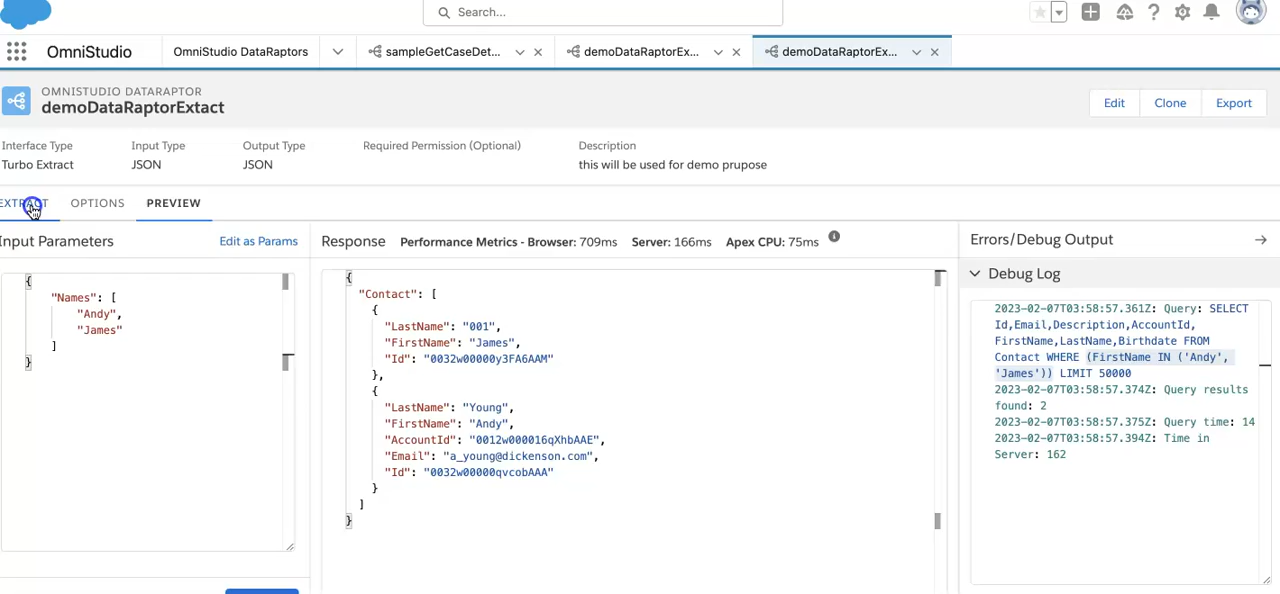 Search...
OmniStudio
OmniStudio DataRaptors
sampleGetCaseDet...
demoDataRaptorEx...
demoDataRaptorEx...
OMNISTUDIO DATARAPTOR
demoDataRaptorExtact
Edit
Clone
Export
Interface Type
Input Type
Output Type
Required Permission (Optional)
Description
Turbo Extract
JSON
JSON
this will be used for demo prupose
EXTRACT
OPTIONS
PREVIEW
Input Parameters
Edit as Params
{
"Names": [
"Andy",
"James"
]
}
Response
Performance Metrics - Browser: 709ms
Server: 166ms
Apex CPU: 75ms
{
"Contact": [
{
"LastName": "001",
"FirstName": "James",
"Id": "0032w00000y3FA6AAM"
},
{
"LastName": "Young",
"FirstName": "Andy",
"AccountId": "0012w000016qXhbAAE",
"Email": "a_young@dickenson.com",
"Id": "0032w00000qvcobAAA"
}
]
}
Errors/Debug Output
Debug Log
2023-02-07T03:58:57.361Z: Query: SELECT
Id,Email,Description,AccountId,
FirstName,LastName,Birthdate FROM
Contact WHERE (FirstName IN ('Andy',
'James')) LIMIT 50000
2023-02-07T03:58:57.374Z: Query results
found: 2
2023-02-07T03:58:57.375Z: Query time: 14
2023-02-07T03:58:57.394Z: Time in
Server: 162